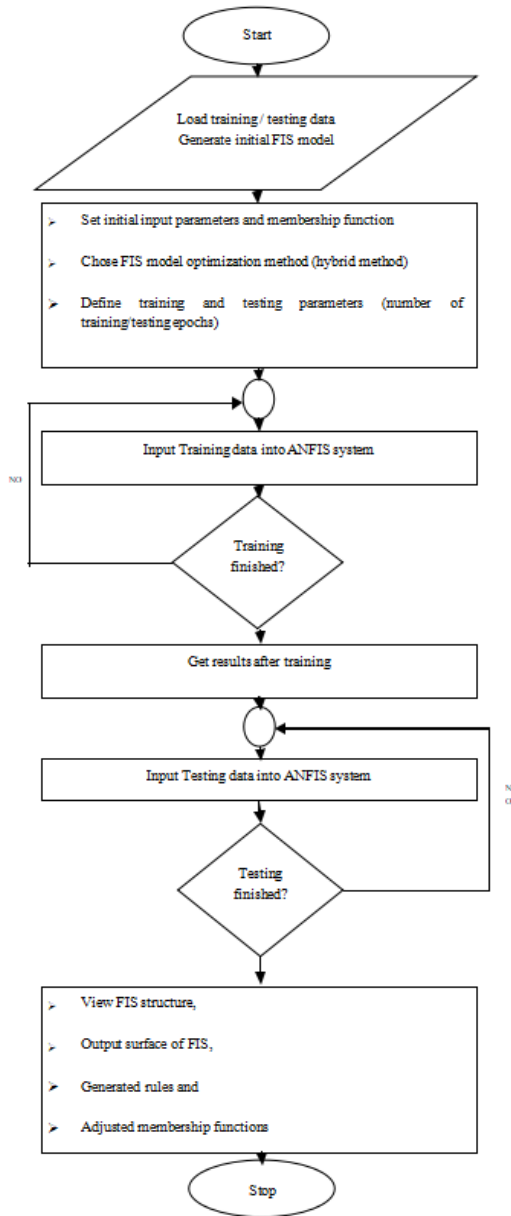 Start
Load training / testing data
Generate initial FIS model
➢ Set initial input parameters and membership function
➢ Chose FIS model optimization method (hybrid method)
➢ Define training and testing parameters (number of
training/testing epochs)
Input Training data into ANFIS system
NO
Training
finished?
Get results after training
Input Testing data into ANFIS system
N
O
Testing
finished?
➢ View FIS structure,
➢ Output surface of FIS,
➢ Generated rules and
➢ Adjusted membership functions
Stop